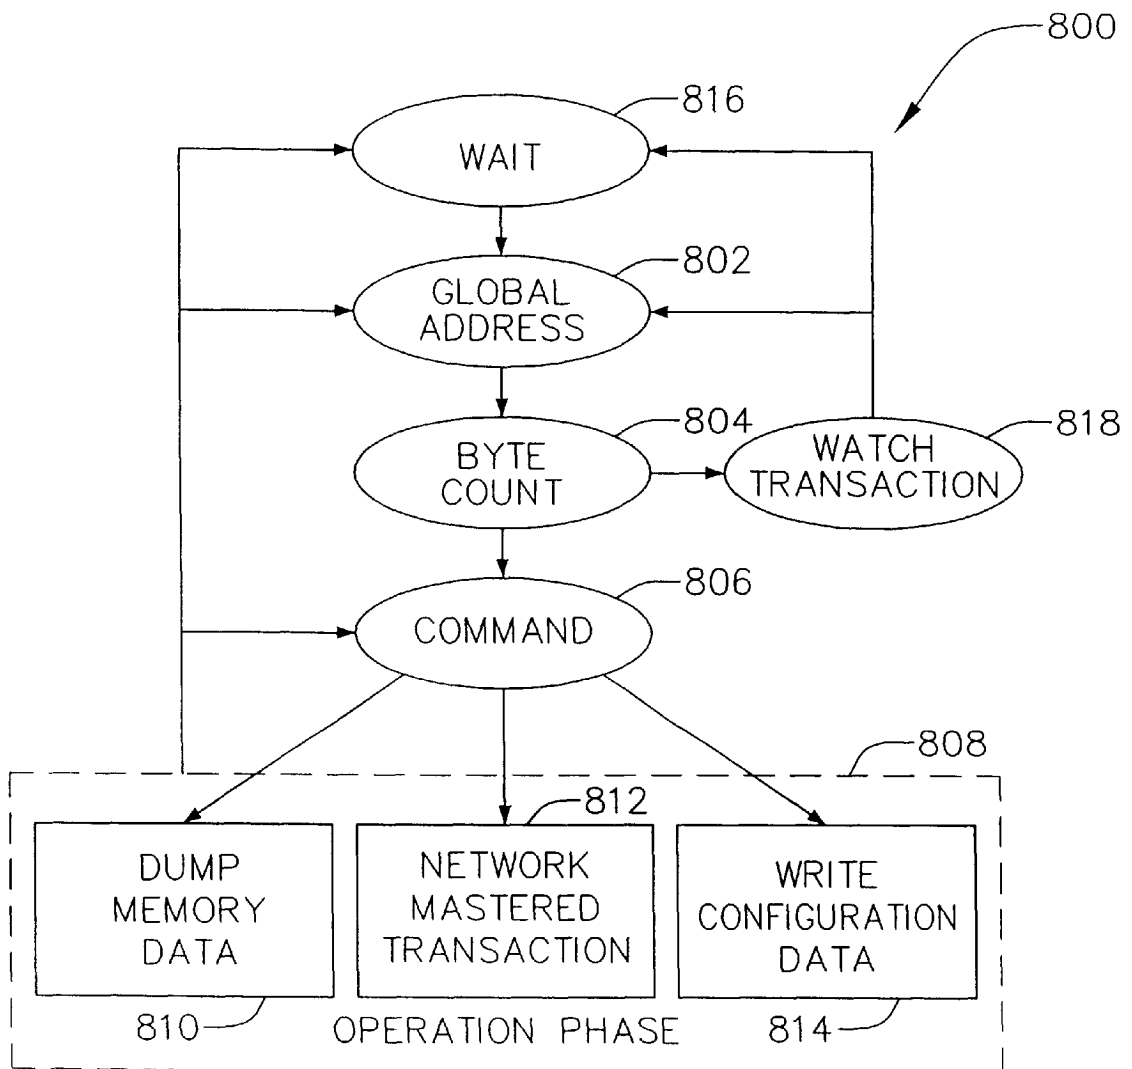 800
816
WAIT
802
GLOBAL
ADDRESS
804
BYTE
COUNT
WATCH
TRANSACTION
818
806
COMMAND
808
812
DUMP
MEMORY
DATA
NETWORK
MASTERED
TRANSACTION
WRITE
CONFIGURATION
DATA
810
OPERATION PHASE
814